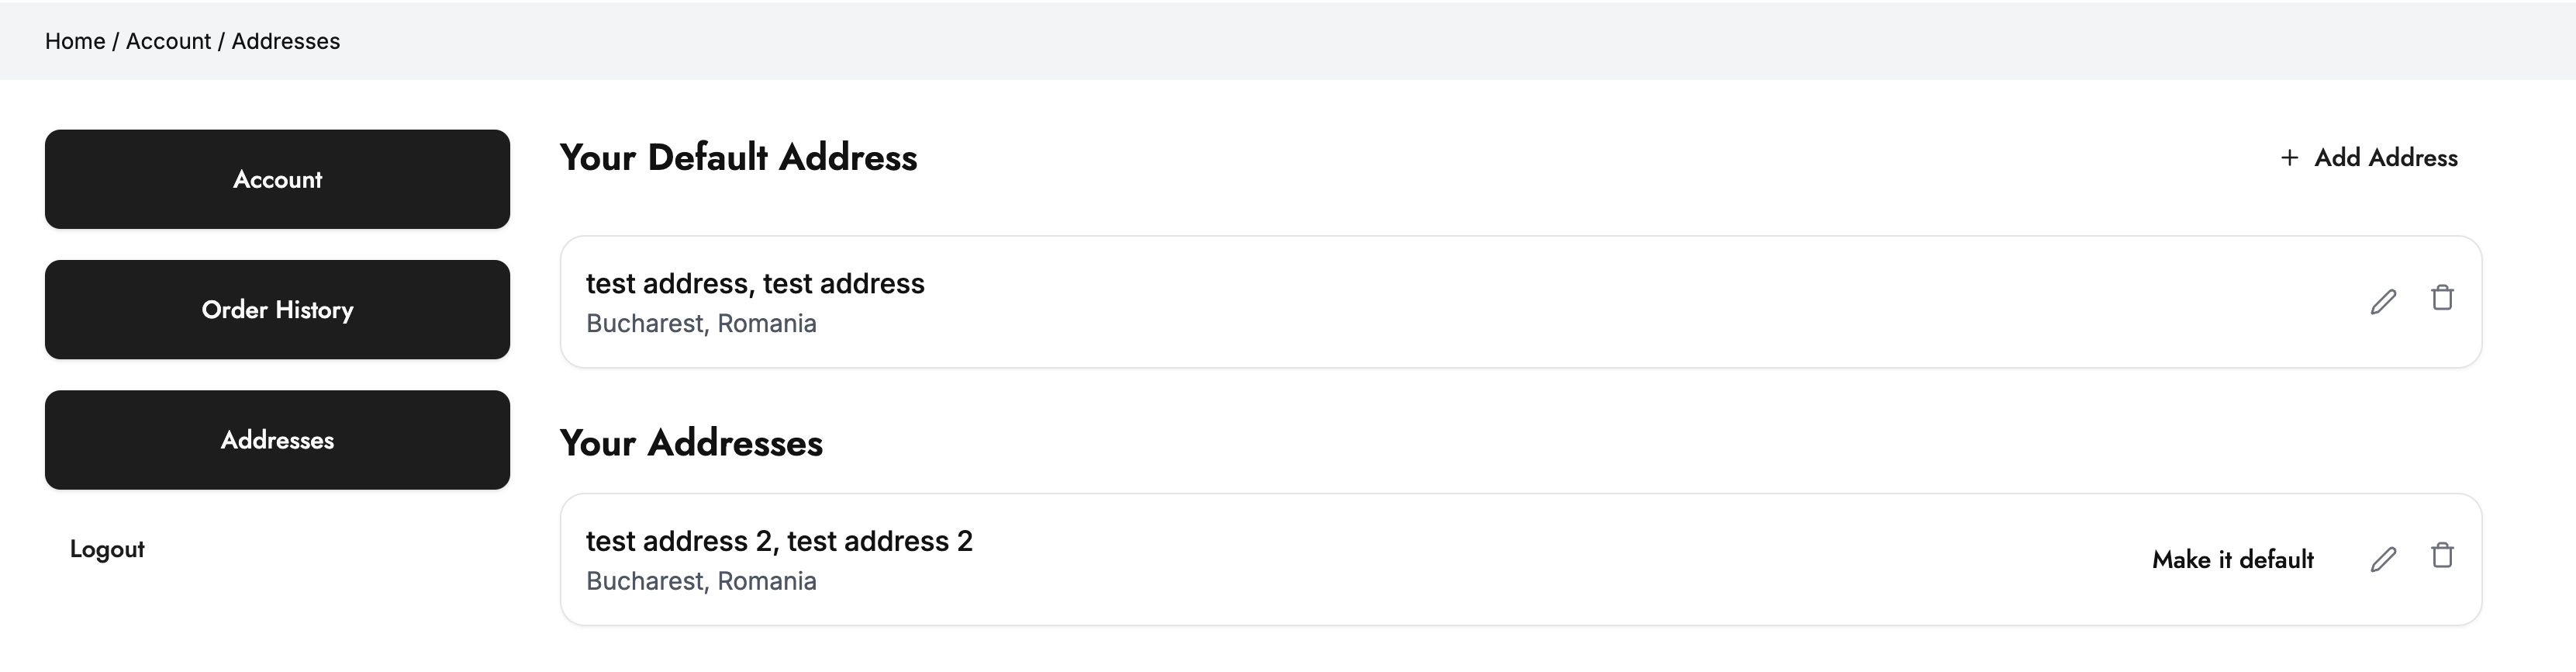 Home / Account / Addresses
Account
Order History
Addresses
Logout
Your Default Address
+ Add Address
test address, test address
Bucharest, Romania
Your Addresses
test address 2, test address 2
Bucharest, Romania
Make it default